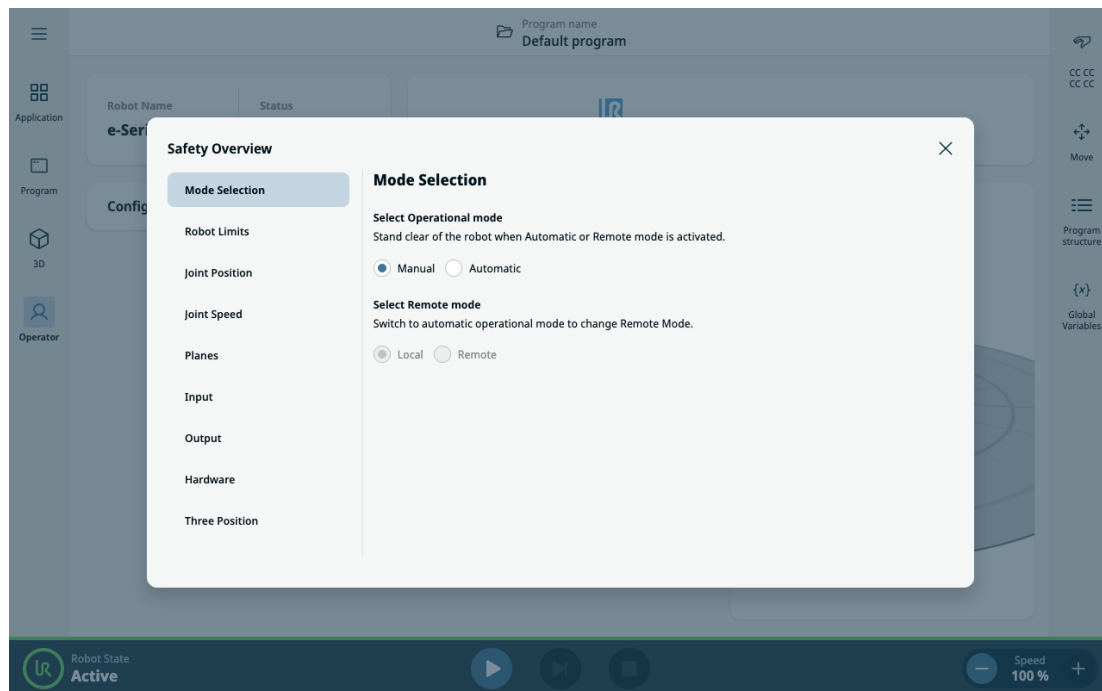 Program name
Default program
Application
Program
3D
Operator
Robot Name
Status
e-Seri
Config
Safety Overview
Mode Selection
Robot Limits
Joint Position
Joint Speed
Planes
Input
Output
Hardware
Three Position
Mode Selection
Select Operational mode
Stand clear of the robot when Automatic or Remote mode is activated.
Manual
Automatic
Select Remote mode
Switch to automatic operational mode to change Remote Mode.
Local
Remote
CC CC
CC CC
Move
Program
structure
{x}
Global
Variables
Robot State
Active
Speed
100 %